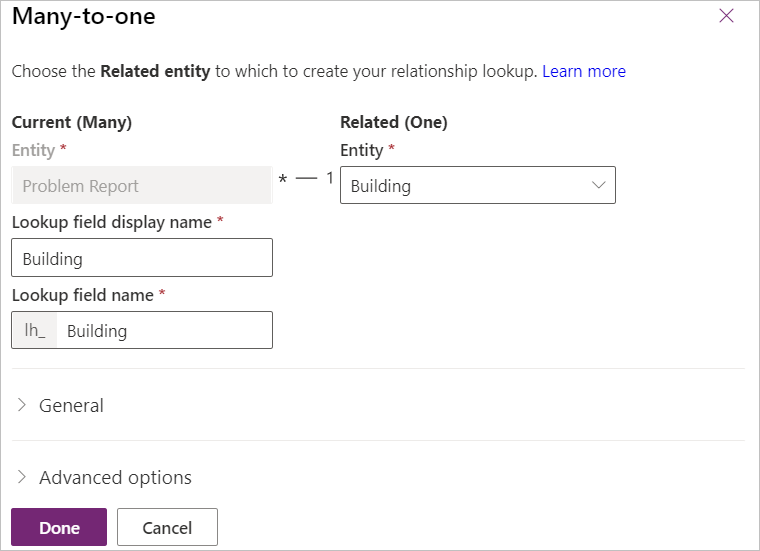 Many-to-one
Choose the Related entity to which to create your relationship lookup. Learn more
Current (Many)
Related (One)
Entity *
Entity *
Problem Report
* — 1
Building
Lookup field display name *
Building
Lookup field name *
lh_ Building
General
Advanced options
Done
Cancel